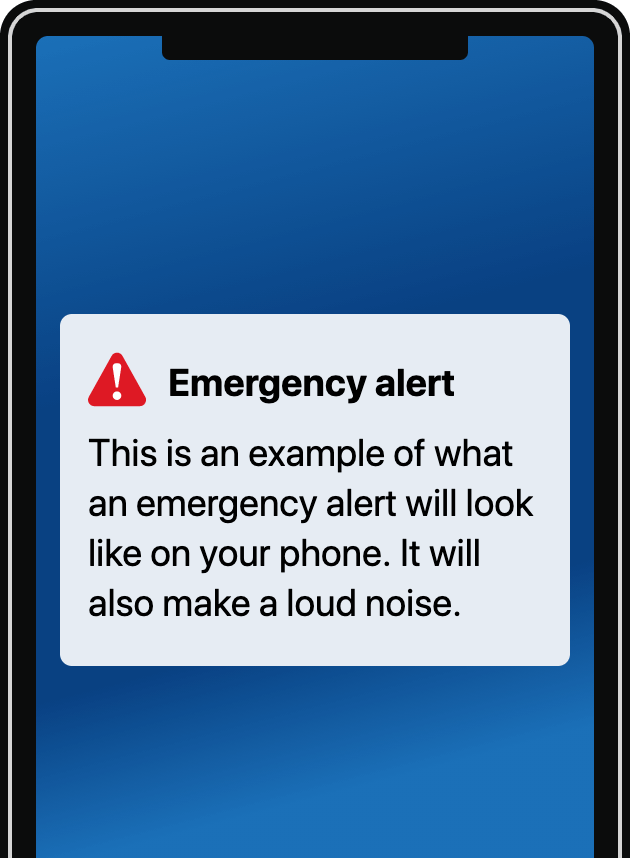 Emergency alert
This is an example of what
an emergency alert will look
like on your phone. It will
also make a loud noise.